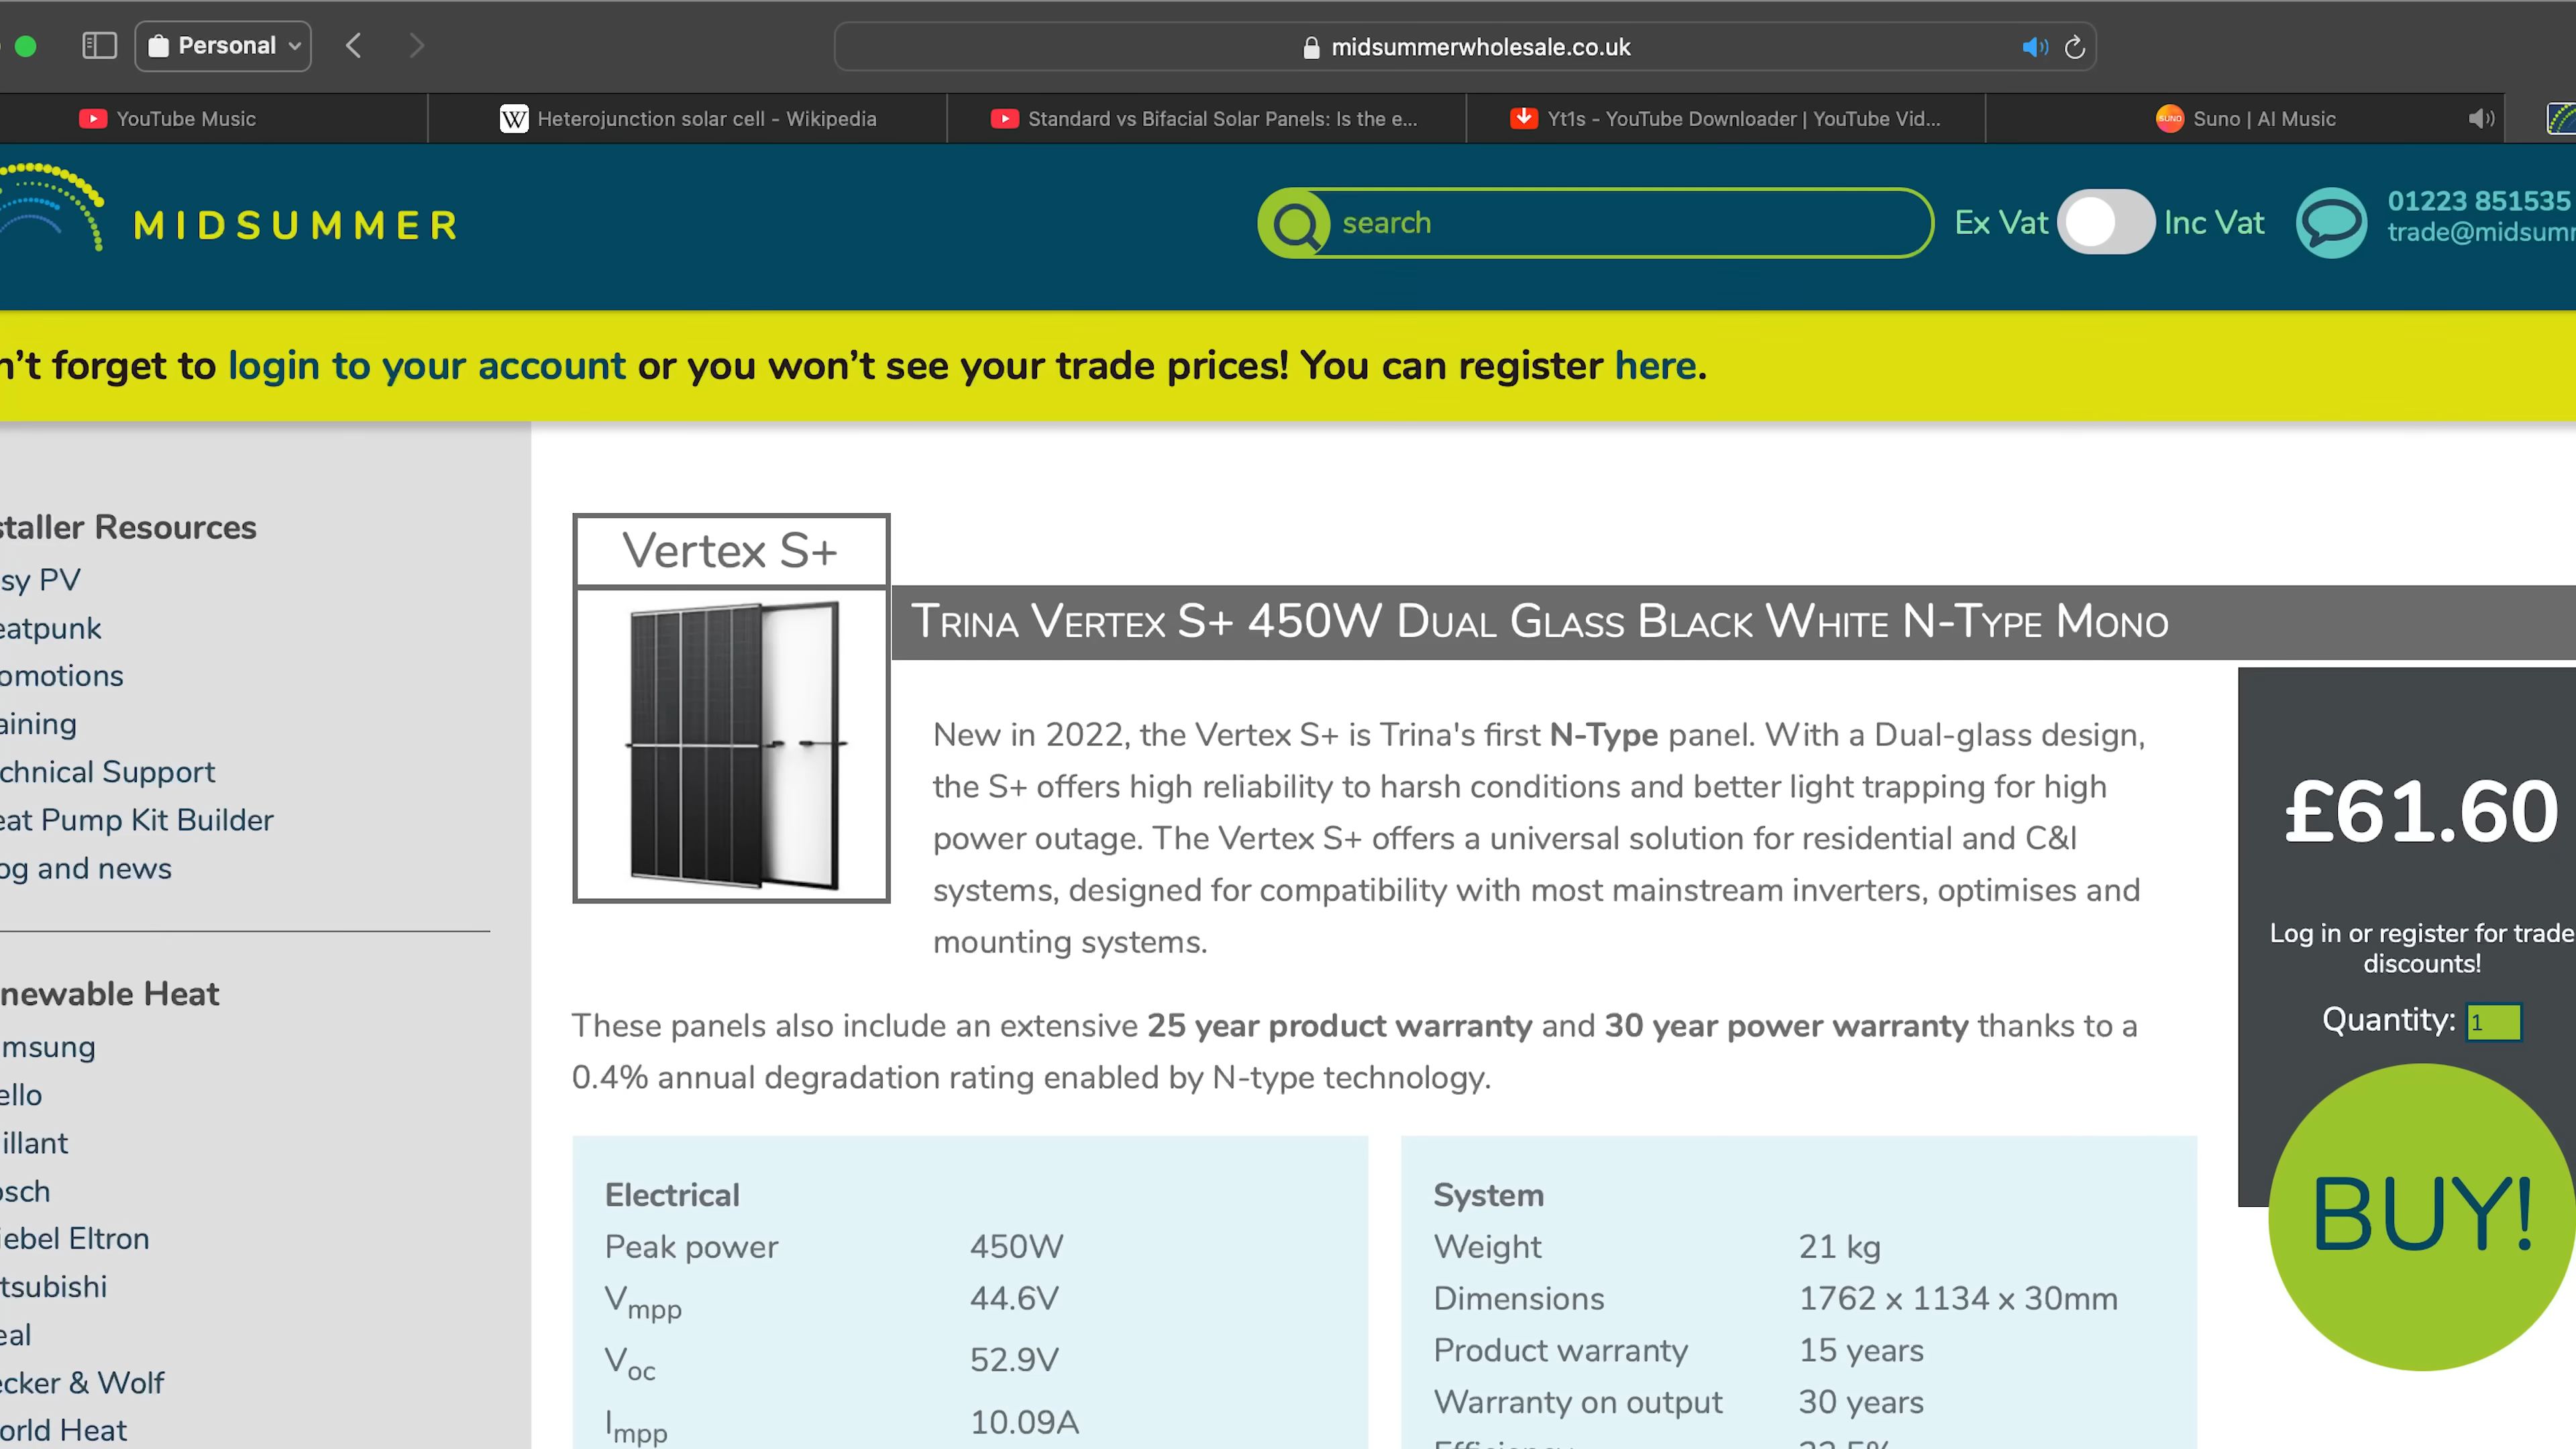 Personal
midsummerwholesale.co.uk
YouTube Music
Heterojunction solar cell - Wikipedia
Standard vs Bifacial Solar Panels: Is the e...
Yt1s - YouTube Downloader | YouTube Vid...
Suno | AI Music
MIDSUMMER
search
Ex Vat
Inc Vat
01223 851535
trade@midsumm
n't forget to login to your account or you won't see your trade prices! You can register here.
staller Resources
sy PV
eatpunk
omotions
aining
chnical Support
eat Pump Kit Builder
og and news
newable Heat
msung
ello
illant
osch
iebel Eltron
tsubishi
eal
ecker & Wolf
orld Heat
Vertex S+
TRINA VERTEX S+ 450W DUAL GLASS BLACK WHITE N-TYPE MONO
New in 2022, the Vertex S+ is Trina's first N-Type panel. With a Dual-glass design,
the S+ offers high reliability to harsh conditions and better light trapping for high
power outage. The Vertex S+ offers a universal solution for residential and C&I
systems, designed for compatibility with most mainstream inverters, optimises and
mounting systems.
These panels also include an extensive 25 year product warranty and 30 year power warranty thanks to a
0.4% annual degradation rating enabled by N-type technology.
Electrical
Peak power 450W
Vmpp 44.6V
Voc 52.9V
Impp 10.09A
System
Weight 21 kg
Dimensions 1762 x 1134 x 30mm
Product warranty 15 years
Warranty on output 30 years
£61.60
Log in or register for trade
discounts!
Quantity: 1
BUY!